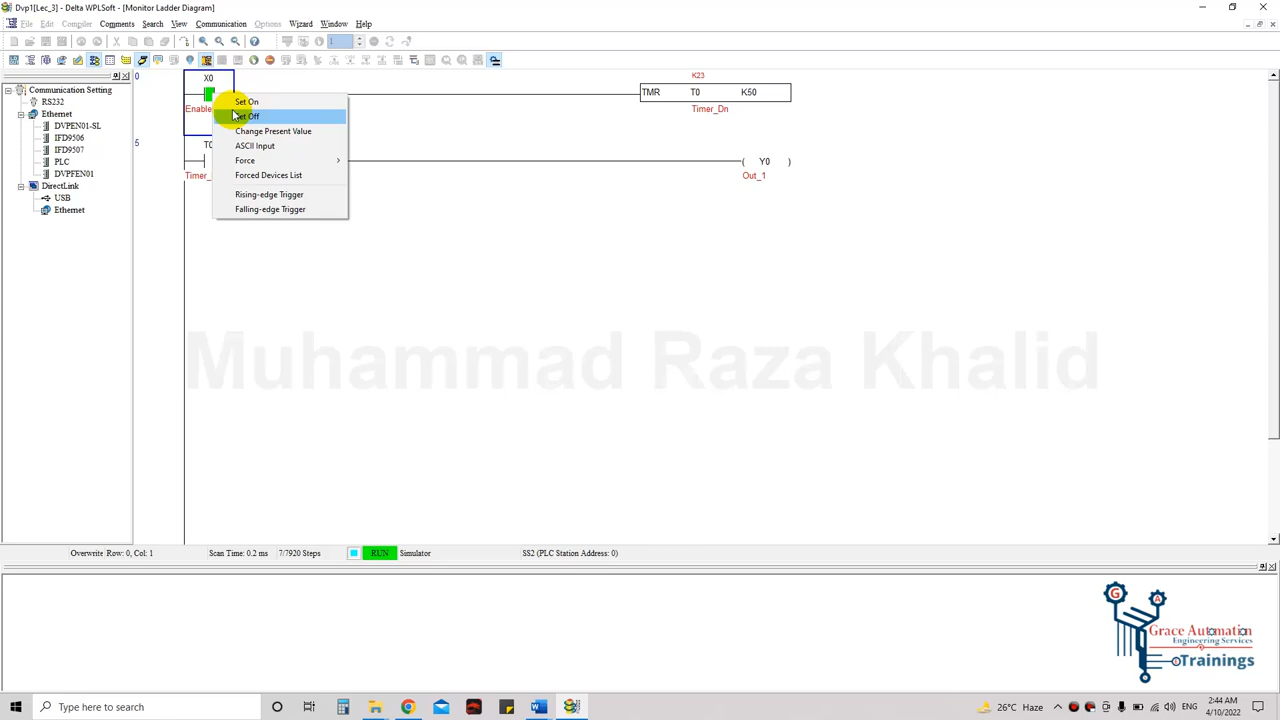 Dvp1[Lec_3] - Delta WPLSoft - [Monitor Ladder Diagram]
File Edit Compiler Comments Search View Communication Options Wizard Window Help
1
Communication Setting
RS232
Ethernet
DVPEN01-SL
IFD9506
IFD9507
PLC
DVPFEN01
DirectLink
USB
Ethernet
0
X0
Enable
K23
TMR T0 K50
Timer_Dn
5
T0
Timer_
Y0
Out_1
Set On
Set Off
Change Present Value
ASCII Input
Force
Forced Devices List
Rising-edge Trigger
Falling-edge Trigger
Muhammad Raza Khalid
Overwrite Row: 0, Col: 1 Scan Time: 0.2 ms 7/7920 Steps RUN Simulator SS2 (PLC Station Address: 0)
G A
Grace Automation
Engineering Services
eTrainings
Type here to search
26°C Haze
ENG
2:44 AM
4/10/2022